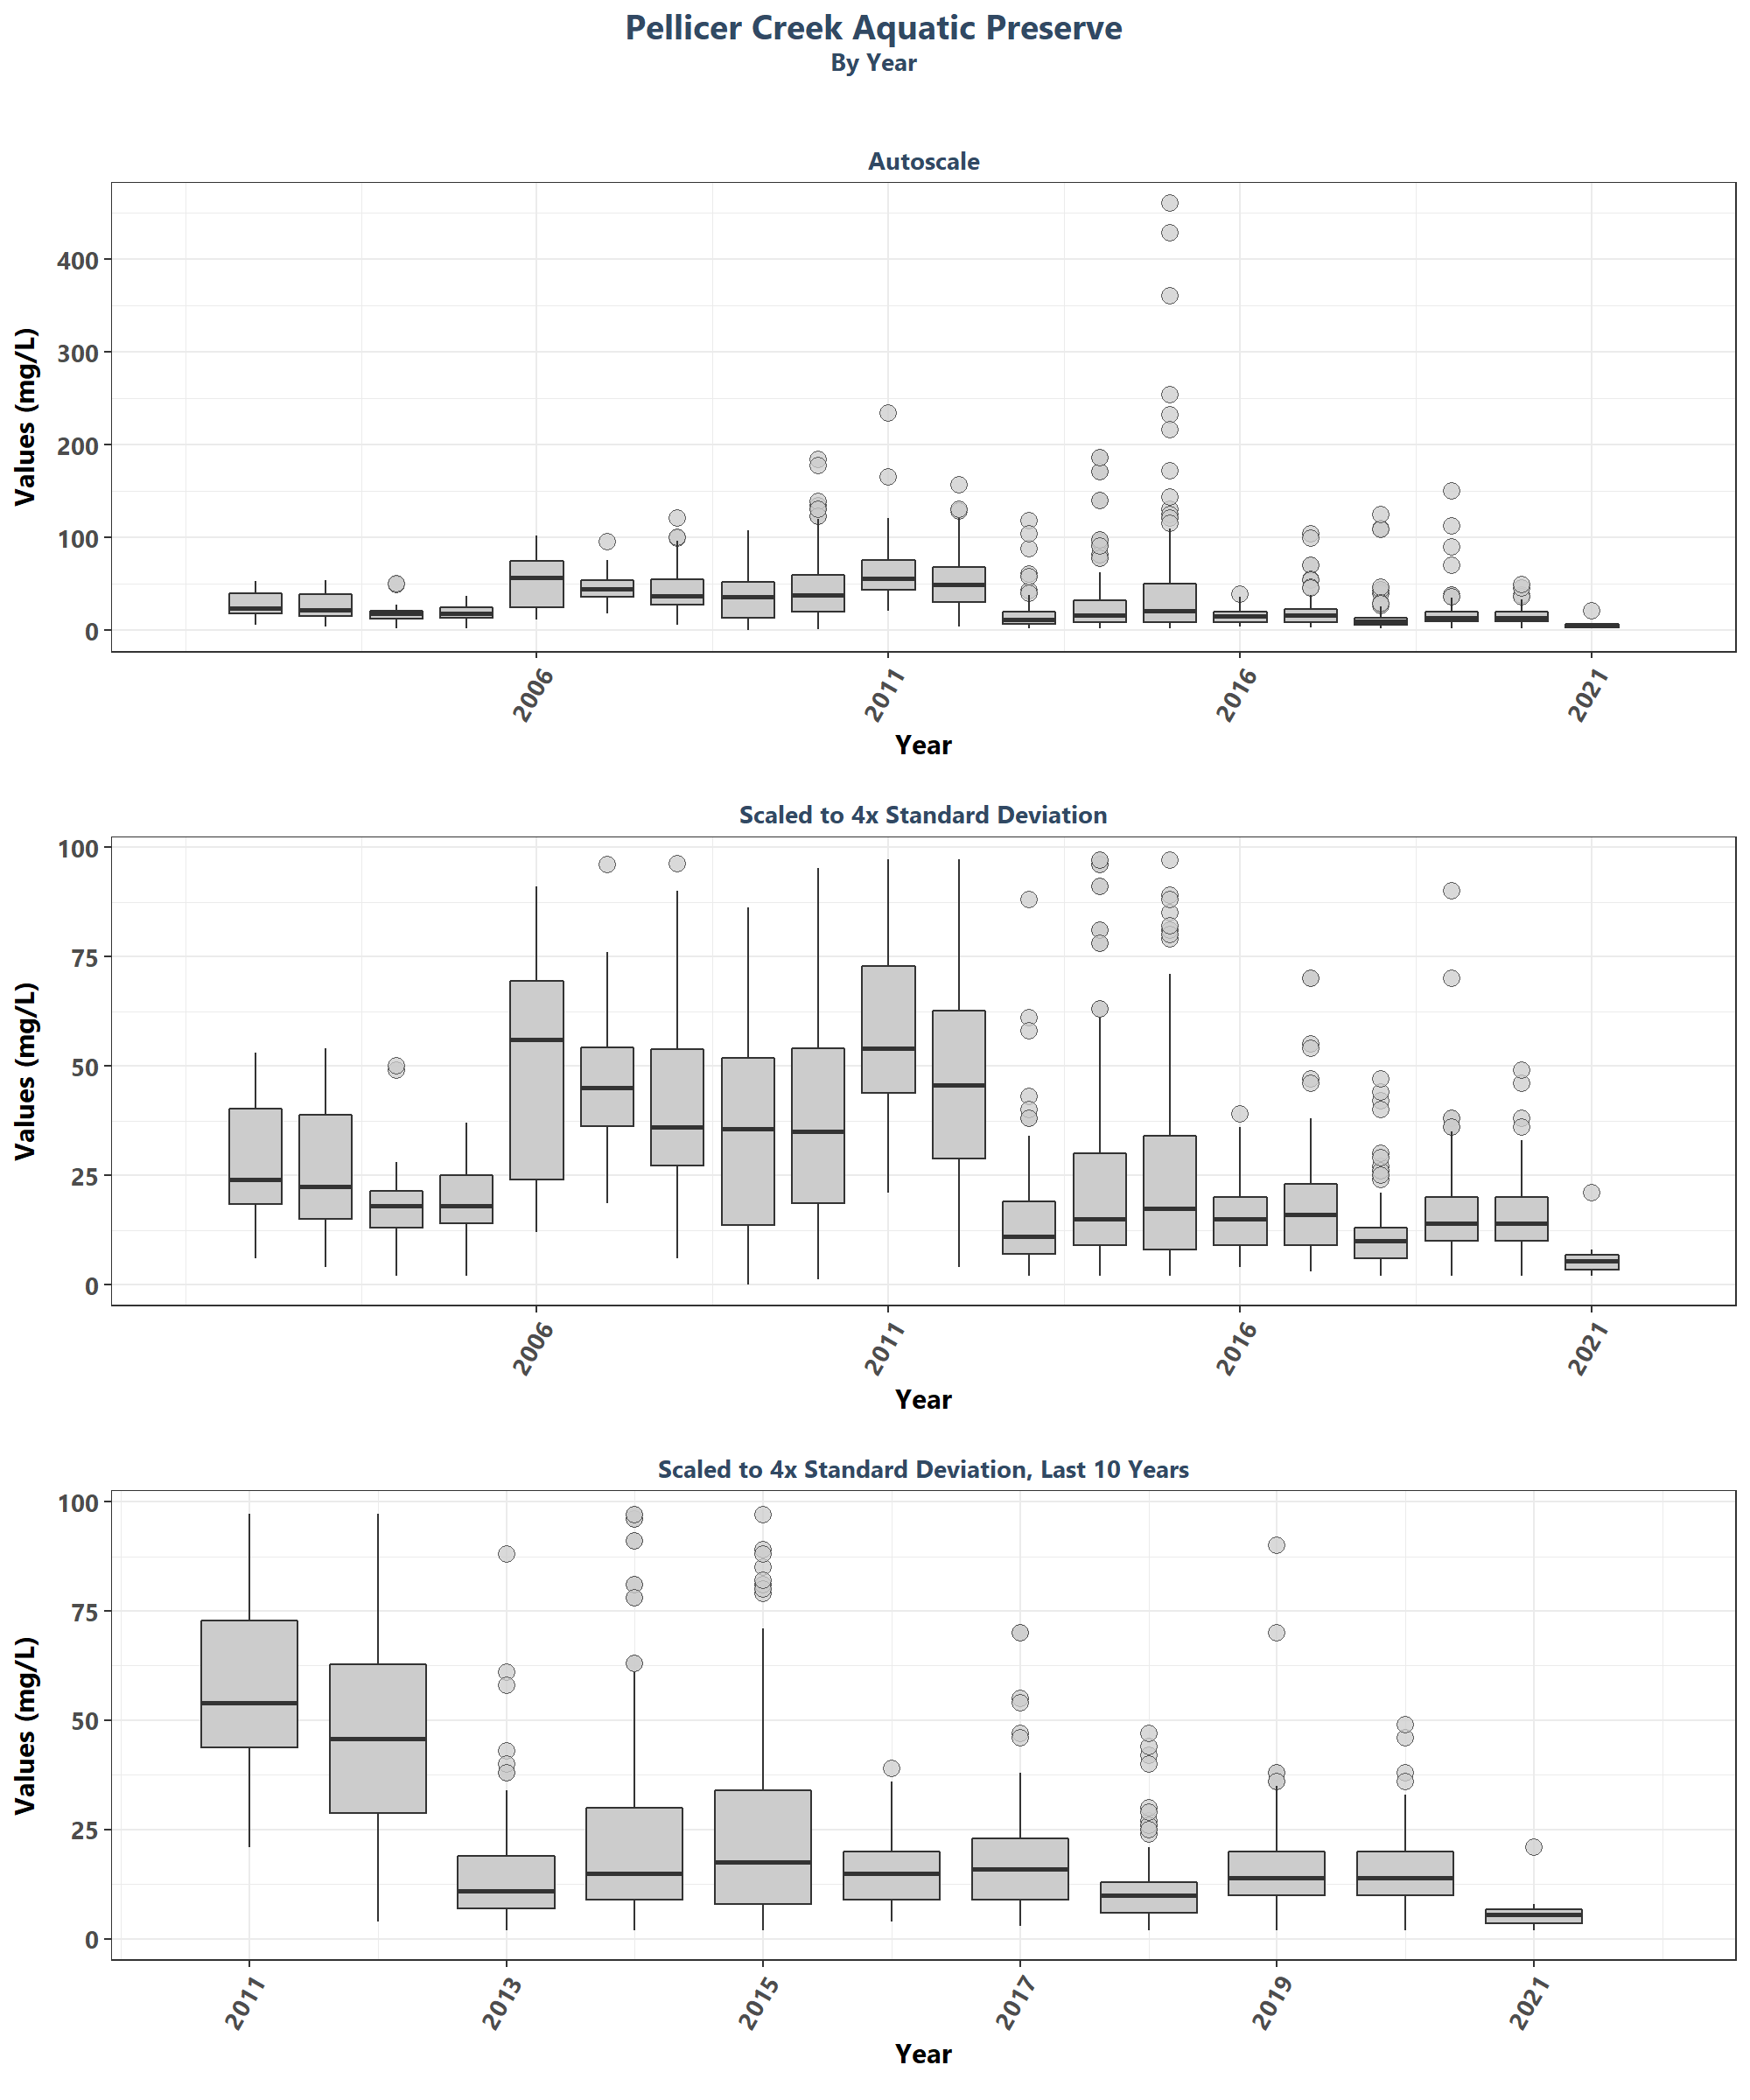 Pellicer Creek Aquatic Preserve
By Year
Autoscale
Values (mg/L)
400
300
200
100
0
2006
2011
2016
2021
Year
Scaled to 4x Standard Deviation
Values (mg/L)
100
75
50
25
0
2006
2011
2016
2021
Year
Scaled to 4x Standard Deviation, Last 10 Years
Values (mg/L)
100
75
50
25
0
2011
2013
2015
2017
2019
2021
Year